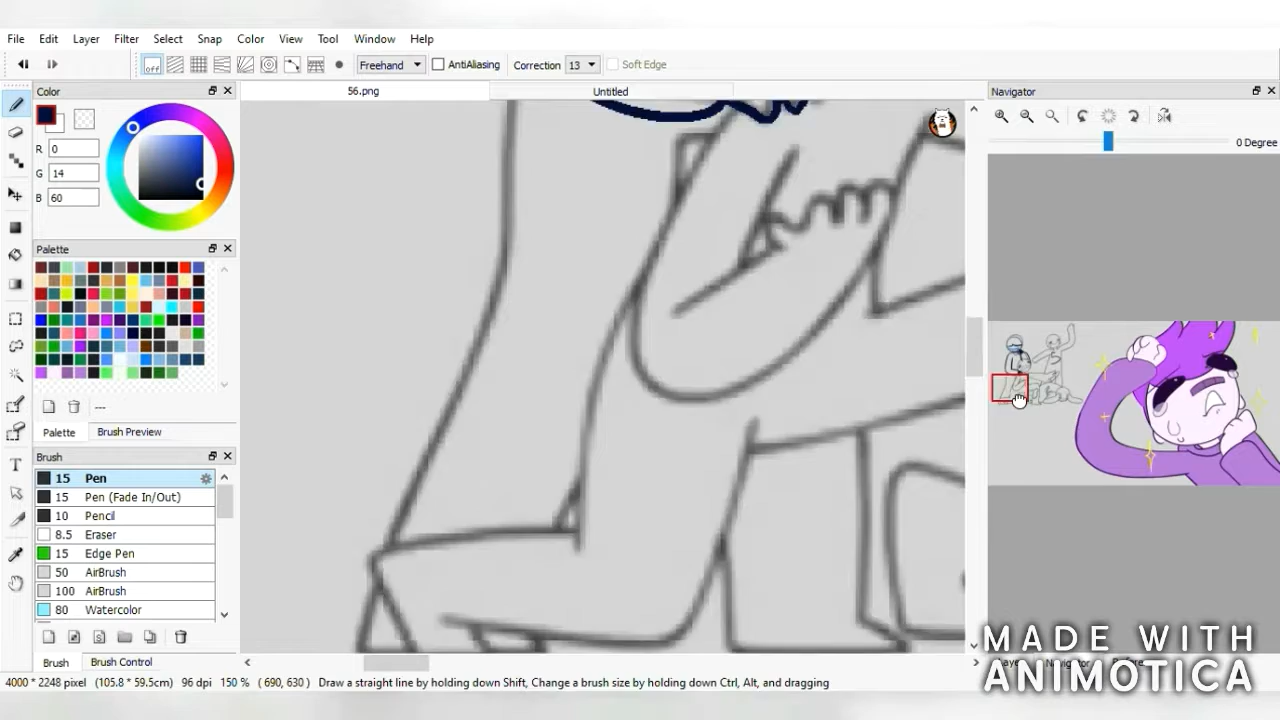 File Edit Layer Filter Select Snap Color View Tool Window Help
off Freehand AntiAliasing Correction 13 Soft Edge
Color 56.png Untitled Navigator
0 Degree
R 0
G 14
B 60
Palette
---
Palette Brush Preview
Brush
15 Pen
15 Pen (Fade In/Out)
10 Pencil
8.5 Eraser
15 Edge Pen
50 AirBrush
100 AirBrush
80 Watercolor
MADE WITH
ANIMOTICA
Brush Brush Control
4000 * 2248 pixel (105.8 * 59.5cm) 96 dpi 150 % ( 690, 630 ) Draw a straight line by holding down Shift, Change a brush size by holding down Ctrl, Alt, and dragging